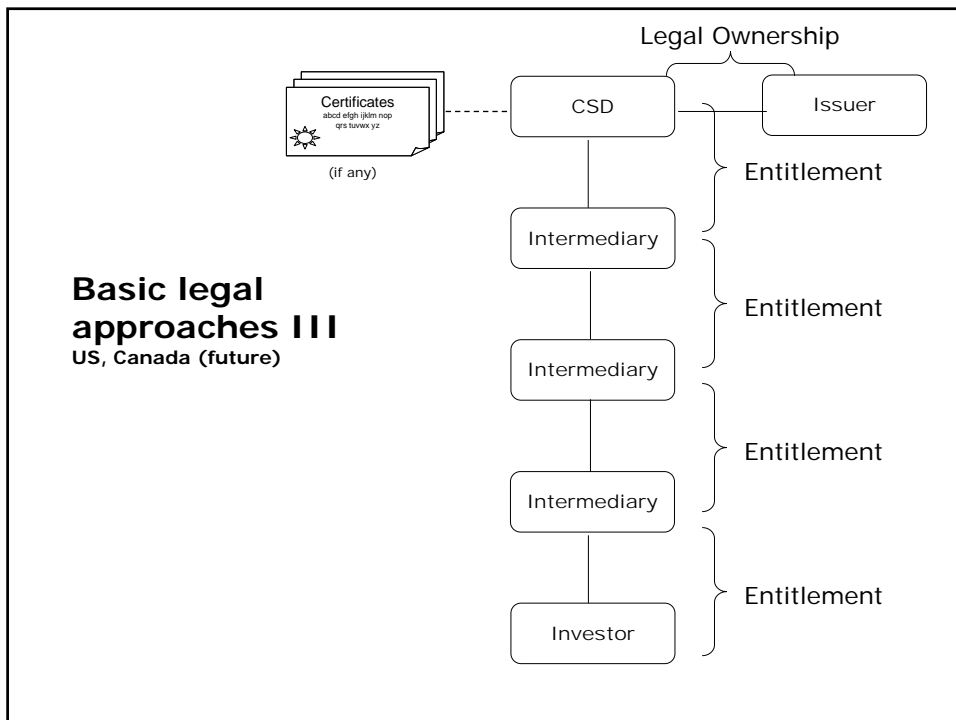 Legal Ownership
Certificates
abcd efgh ijklm nop
qrs tuvwx yz
(if any)
CSD
Issuer
Entitlement
Intermediary
Entitlement
Basic legal
approaches III
US, Canada (future)
Intermediary
Entitlement
Intermediary
Entitlement
Investor